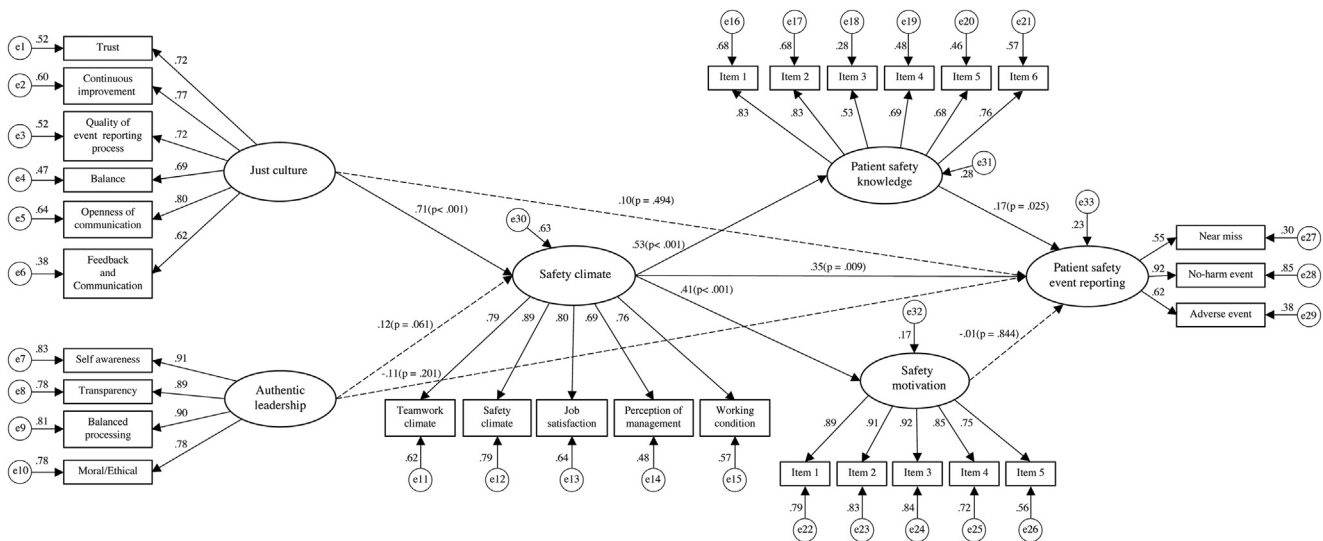 e1
.52
Trust
.72
e2
.60
Continuous
improvement
.77
e3
.52
Quality of
event reporting
process
.72
e4
.47
Balance
.69
e5
.64
Openness of
communication
.80
e6
.38
Feedback
and
Communication
.62
Just culture
e7
.83
Self awareness
.91
e8
.78
Transparency
.89
e9
.81
Balanced
processing
.90
e10
.78
Moral/Ethical
.78
Authentic
leadership
.71(p< .001)
.10(p = .494)
.12(p = .061)
-.11(p = .201)
e30
.63
Safety climate
.53(p< .001)
.35(p = .009)
.41(p< .001)
.79
.89
.80
.69
.76
Teamwork
climate
Safety
climate
Job
satisfaction
Perception of
management
Working
condition
.62
.79
.64
.48
.57
e11
e12
e13
e14
e15
e16
e17
e18
e19
e20
e21
.68
.68
.28
.48
.46
.57
Item 1
Item 2
Item 3
Item 4
Item 5
Item 6
.83
.83
.53
.69
.68
.76
Patient safety
knowledge
e31
.28
.17(p = .025)
e33
.23
Patient safety
event reporting
.55
Near miss
.30
e27
.92
No-harm event
.85
e28
.62
Adverse event
.38
e29
-.01(p = .844)
e32
.17
Safety
motivation
.89
.91
.92
.85
.75
Item 1
Item 2
Item 3
Item 4
Item 5
.79
.83
.84
.72
.56
e22
e23
e24
e25
e26